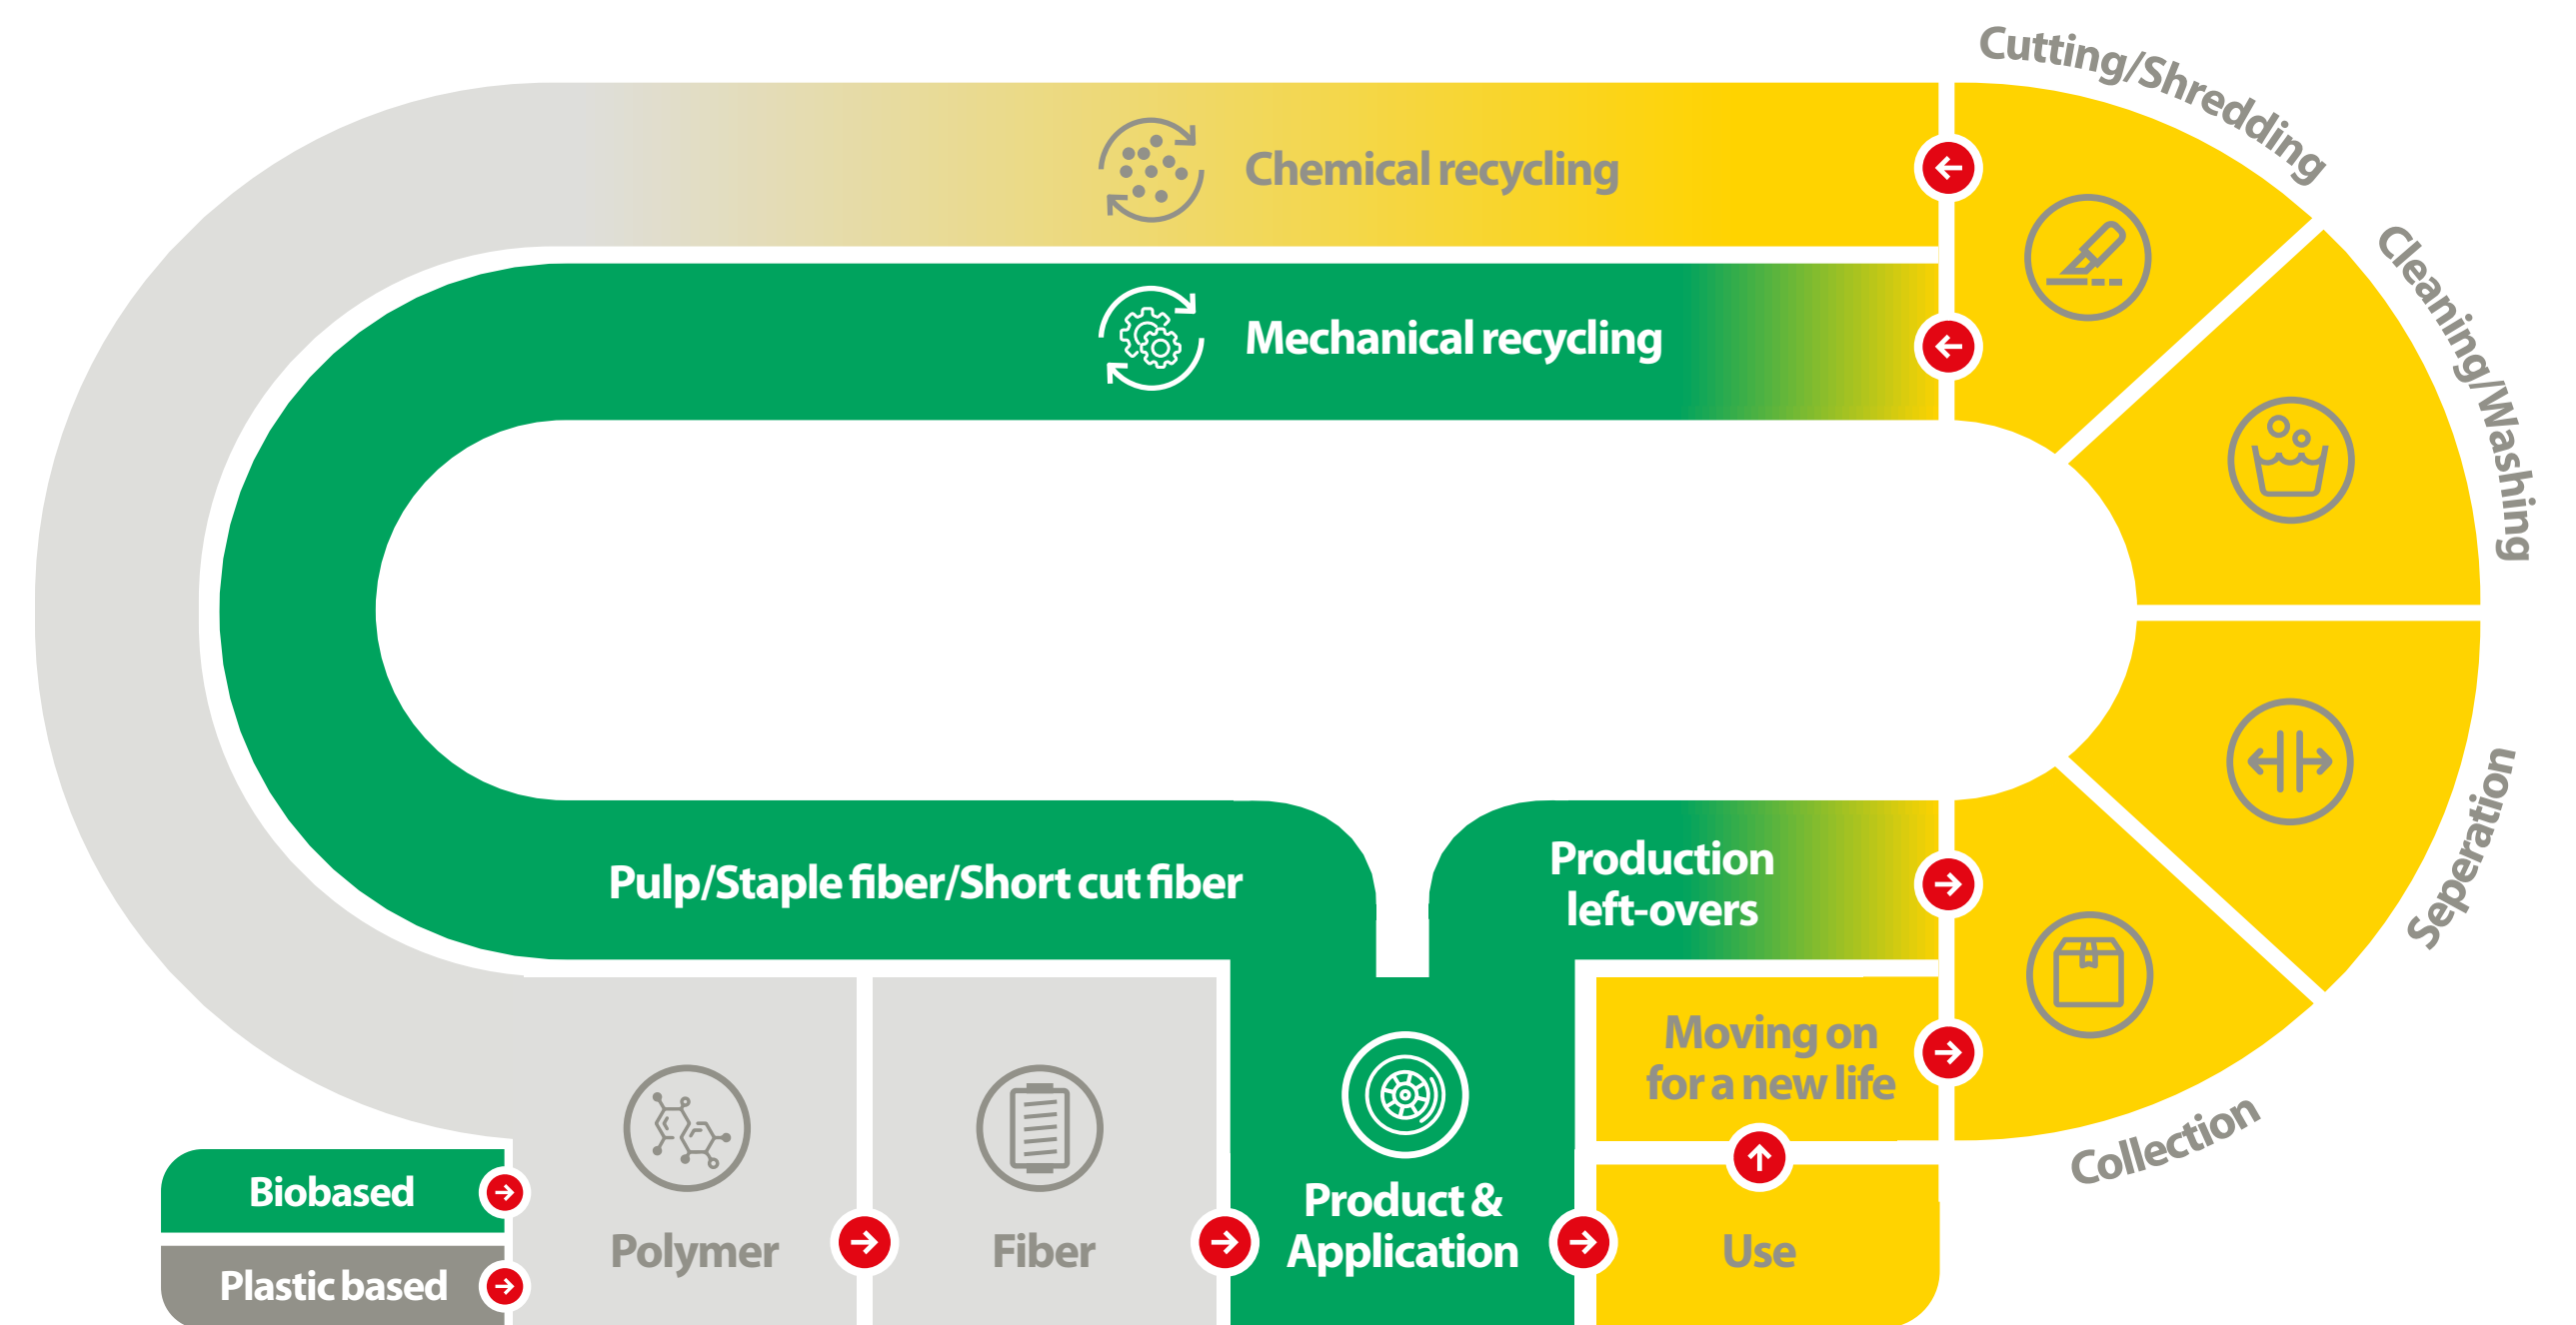 Cutting/Shredding
Chemical recycling
Cleaning/Washing
Mechanical recycling
Seperation
Pulp/Staple fiber/Short cut fiber
Production
left-overs
Moving on
for a new life
Collection
Biobased
Plastic based
Polymer
Fiber
Product &
Application
Use